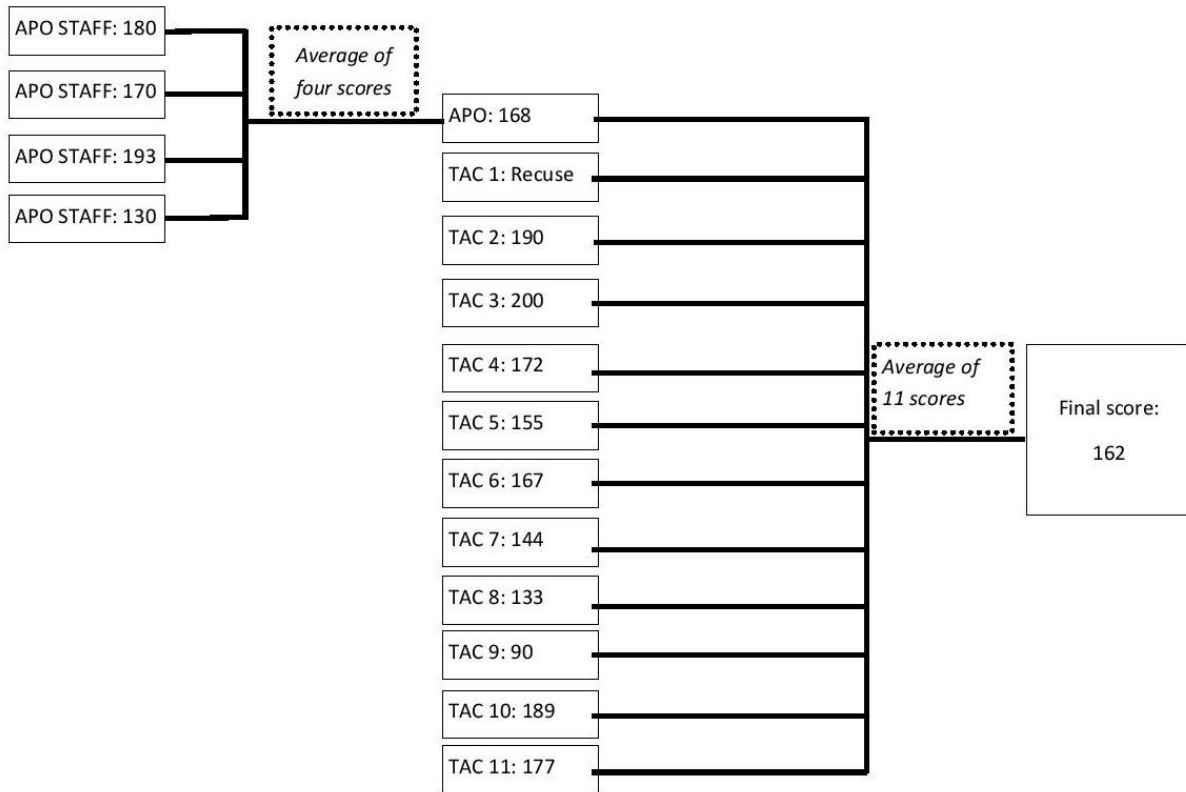 APO STAFF: 180
APO STAFF: 170
APO STAFF: 193
APO STAFF: 130
Average of
four scores
APO: 168
TAC 1: Recuse
TAC 2: 190
TAC 3: 200
TAC 4: 172
TAC 5: 155
TAC 6: 167
TAC 7: 144
TAC 8: 133
TAC 9: 90
TAC 10: 189
TAC 11: 177
Average of
11 scores
Final score:
162